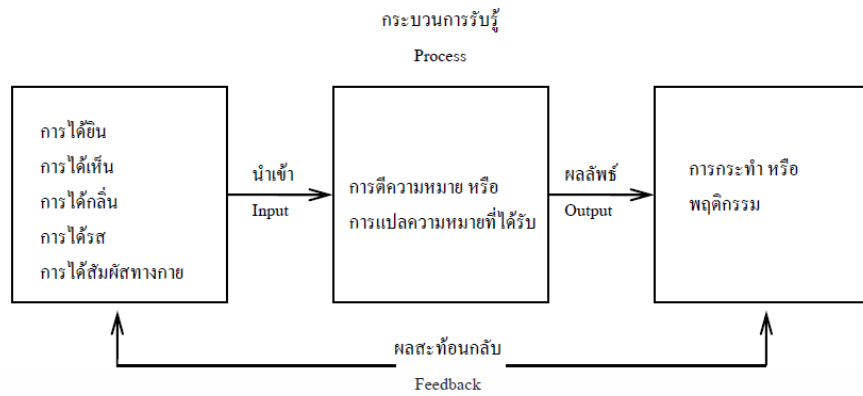 กระบวนการรับรู้
Process
การได้ยิน
การได้เห็น
การได้กลิ่น
การได้รส
การได้สัมผัสทางกาย
นำเข้า
Input
การตีความหมาย หรือ
การแปลความหมายที่ได้รับ
ผลลัพธ์
Output
การกระทำ หรือ
พฤติกรรม
ผลสะท้อนกลับ
Feedback